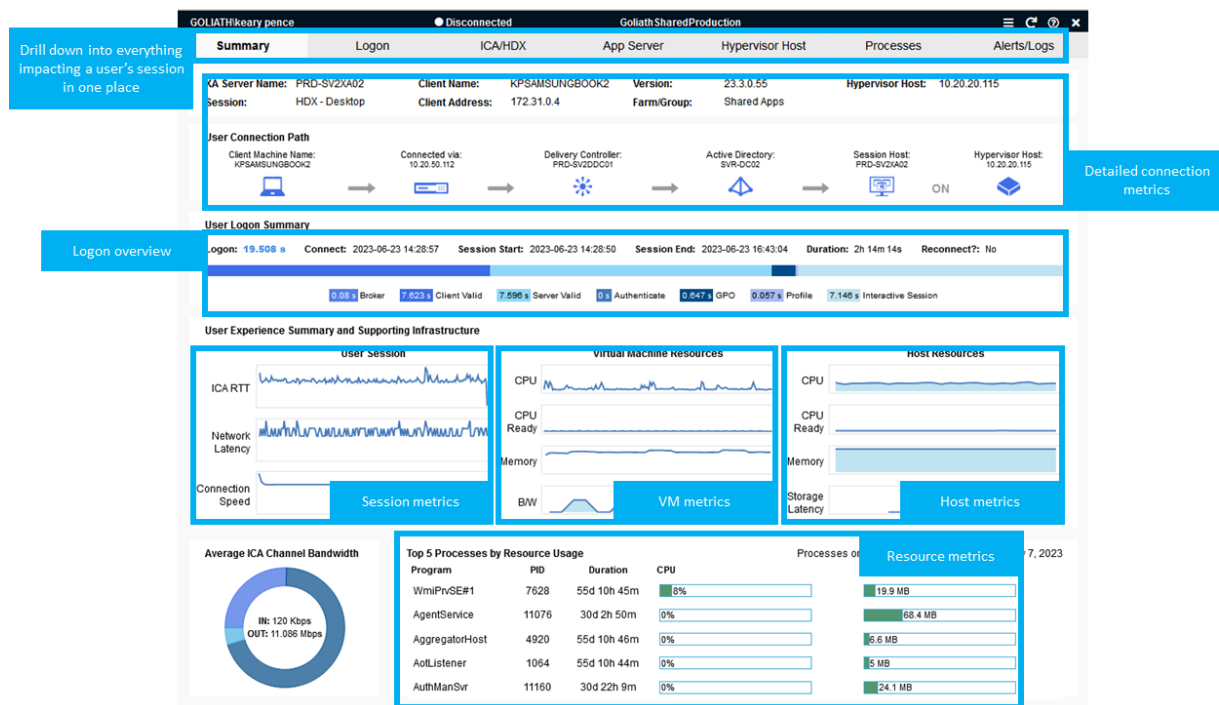 GOLIATH\keary pence Disconnected GoliathSharedProduction
Summary Logon ICA/HDX App Server Hypervisor Host Processes Alerts/Logs
Drill down into everything
impacting a user's session
in one place
XA Server Name: PRD-SV2XA02 Client Name: KPSAMSUNGBOOK2 Version: 23.3.0.55 Hypervisor Host: 10.20.20.115
Session: HDX - Desktop Client Address: 172.31.0.4 Farm/Group: Shared Apps
User Connection Path
Client Machine Name: Connected via: Delivery Controller: Active Directory: Session Host: Hypervisor Host:
KPSAMSUNGBOOK2 10.20.50.112 PRD-SV2DDC01 SVR-DC02 PRD-SV2XA02 10.20.20.115
ON
Detailed connection
metrics
User Logon Summary
Logon overview
Logon: 19.508 s Connect: 2023-06-23 14:28:57 Session Start: 2023-06-23 14:28:50 Session End: 2023-06-23 16:43:04 Duration: 2h 14m 14s Reconnect?: No
0.08 s Broker 7.623 s Client Valid 7.596 s Server Valid 0 s Authenticate 0.647 s GPO 0.057 s Profile 7.146 s Interactive Session
User Experience Summary and Supporting Infrastructure
User Session Virtual Machine Resources Host Resources
ICA RTT
Network
Latency
Connection
Speed
Session metrics
CPU
CPU
Ready
Memory
B/W
VM metrics
CPU
CPU
Ready
Memory
Storage
Latency
Host metrics
Average ICA Channel Bandwidth
IN: 120 Kbps
OUT: 11.086 Mbps
Top 5 Processes by Resource Usage Processes 7, 2023
Resource metrics
Program PID Duration CPU
WmiPrvSE#1 7628 55d 10h 45m 8% 19.9 MB
AgentService 11076 30d 2h 50m 0% 68.4 MB
AggregatorHost 4920 55d 10h 46m 0% 6.6 MB
AotListener 1064 55d 10h 44m 0% 5 MB
AuthManSvr 11160 30d 22h 9m 0% 24.1 MB